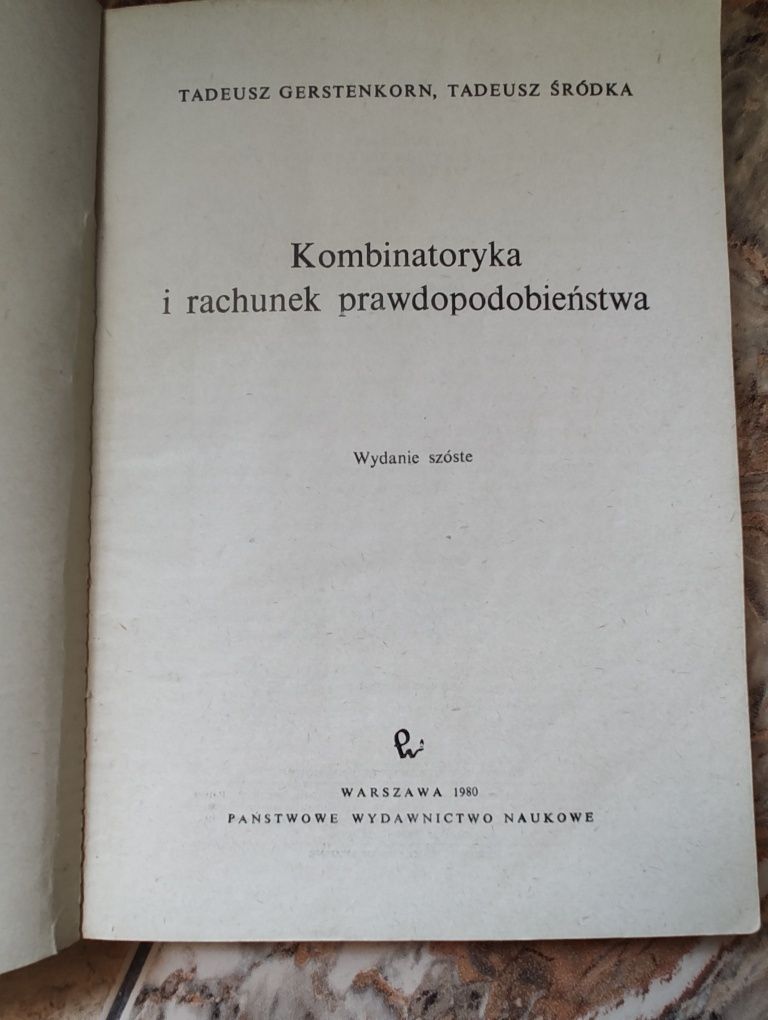 TADEUSZ GERSTENKORN, TADEUSZ ŚRÓDKA
Kombinatoryka
i rachunek prawdopodobieństwa
Wydanie szóste
WARSZAWA 1980
PAŃSTWOWE WYDAWNICTWO NAUKOWE